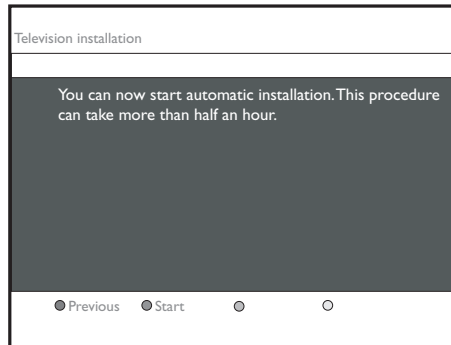 Television installation
You can now start automatic installation. This procedure
can take more than half an hour.
Previous Start